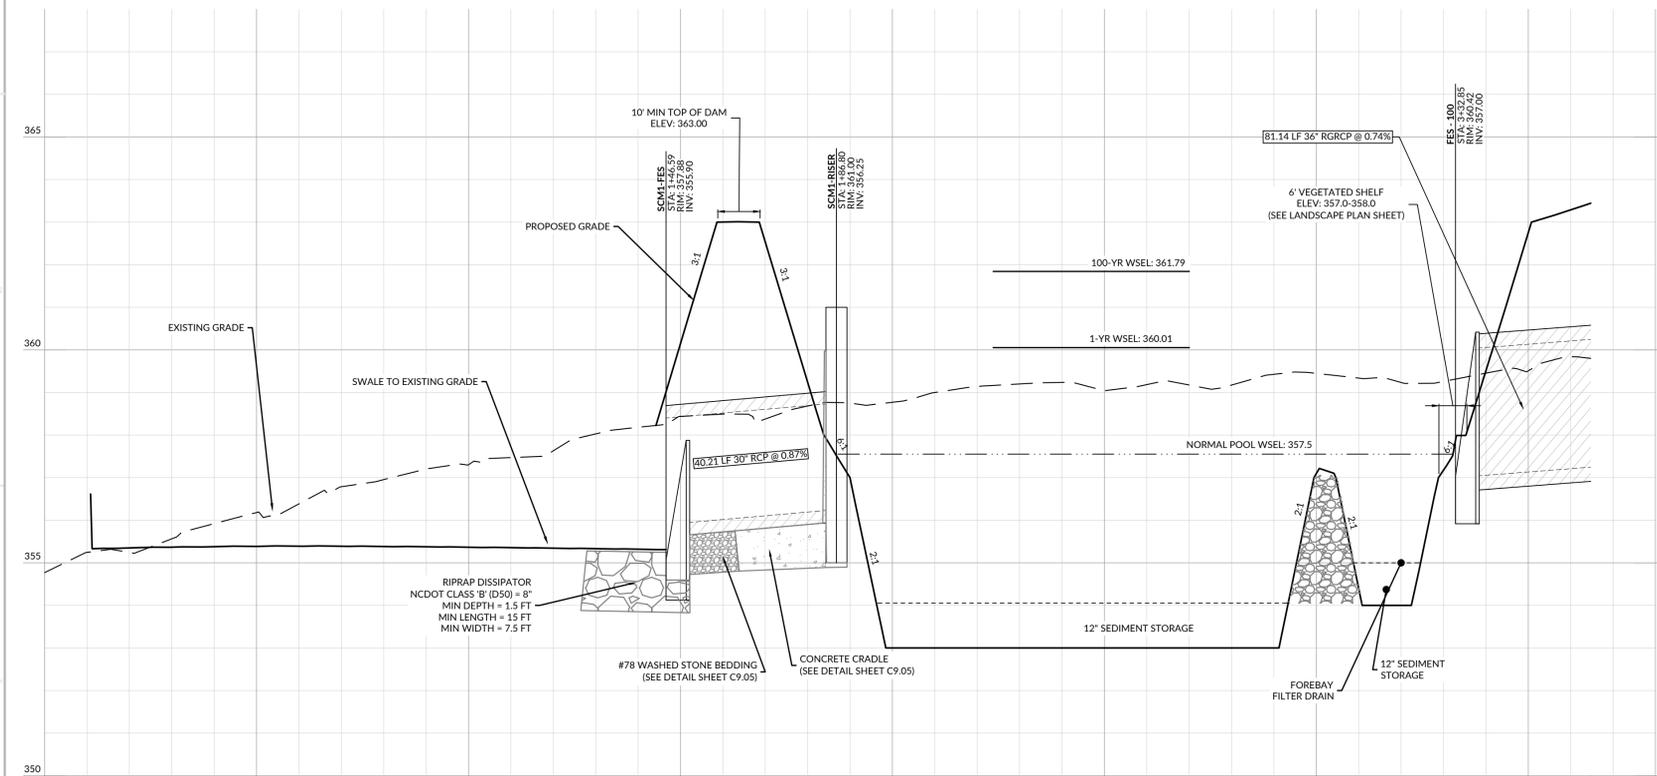 365
360
355
350
10' MIN TOP OF DAM
ELEV: 363.00
SCM1-FES
STA: 1+46.59
RIM: 357.88
INV: 355.90
SCM1-RISER
STA: 1+86.80
RIM: 361.00
INV: 356.25
FES - 100
STA: 3+32.85
RIM: 360.42
INV: 357.00
81.14 LF 36" RGRCP @ 0.74%
6' VEGETATED SHELF
ELEV: 357.0-358.0
(SEE LANDSCAPE PLAN SHEET)
PROPOSED GRADE
3:1
3:1
100-YR WSEL: 361.79
EXISTING GRADE
1-YR WSEL: 360.01
SWALE TO EXISTING GRADE
6:1
NORMAL POOL WSEL: 357.5
6:1
40.21 LF 30" RCP @ 0.87%
2:1
2:1
2:1
RIPRAP DISSIPATOR
NCDOT CLASS 'B' (D50) = 8"
MIN DEPTH = 1.5 FT
MIN LENGTH = 15 FT
MIN WIDTH = 7.5 FT
12" SEDIMENT STORAGE
#78 WASHED STONE BEDDING
(SEE DETAIL SHEET C9.05)
CONCRETE CRADLE
(SEE DETAIL SHEET C9.05)
12" SEDIMENT
STORAGE
FOREBAY
FILTER DRAIN